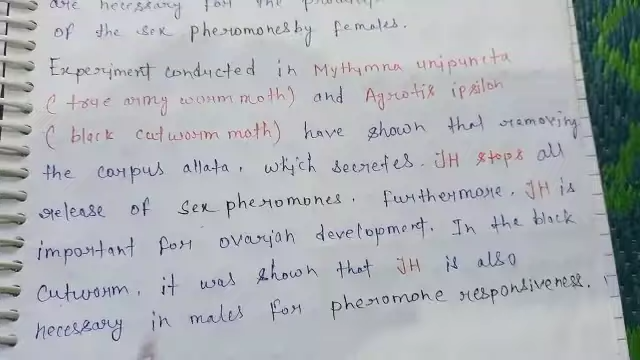 are necessary for the
of the sex pheromones by females.
Experiment conducted in Mythimna unipuncta
( true army worm moth) and Agrotis ipsilon
( black cutworm moth) have shown that removing
the corpus allata, which secretes. JH stops all
release of sex pheromones. Furthermore, JH is
important for ovarian development. In the black
cutworm, it was shown that JH is also
necessary in males for pheromone responsiveness.